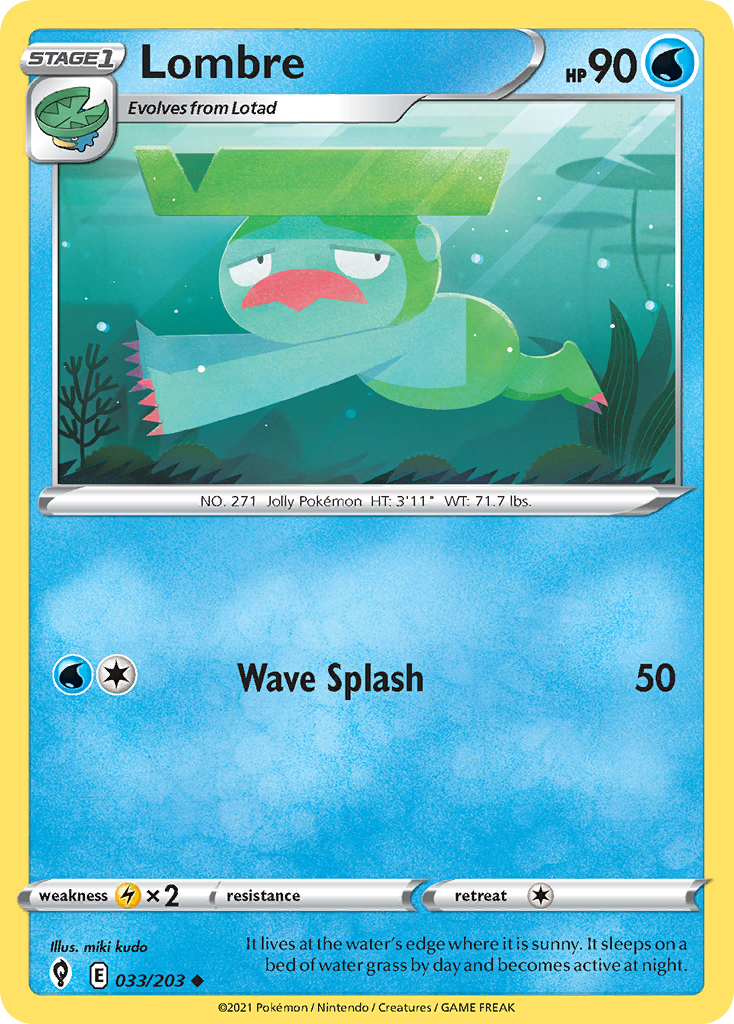 STAGE1
Lombre
HP 90
Evolves from Lotad
NO. 271 Jolly Pokémon HT: 3'11" WT: 71.7 lbs.
Wave Splash 50
weakness ×2 resistance retreat
Illus. miki kudo
It lives at the water's edge where it is sunny. It sleeps on a
bed of water grass by day and becomes active at night.
E 033/203 ◆
©2021 Pokémon / Nintendo / Creatures / GAME FREAK